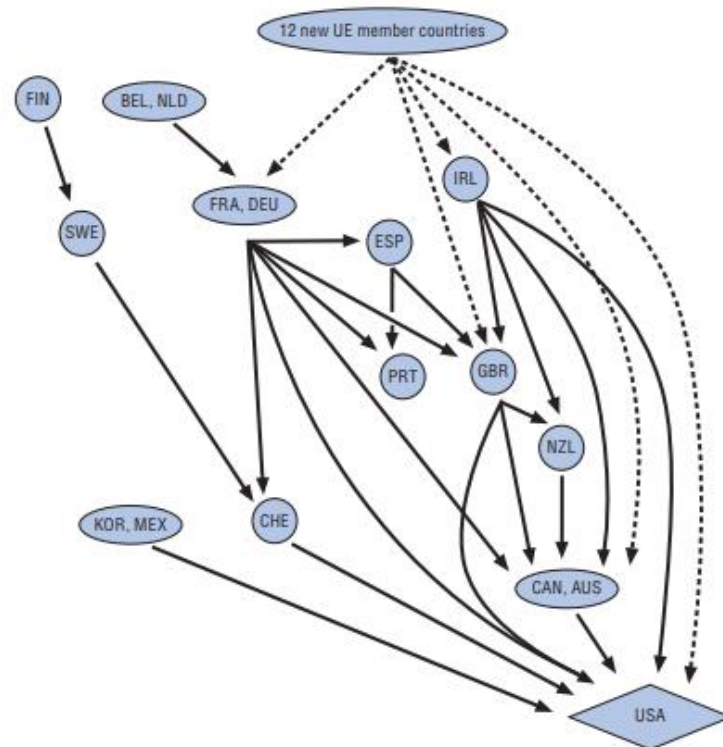 12 new UE member countries
FIN
BEL, NLD
IRL
FRA, DEU
SWE
ESP
PRT
GBR
NZL
KOR, MEX
CHE
CAN, AUS
USA